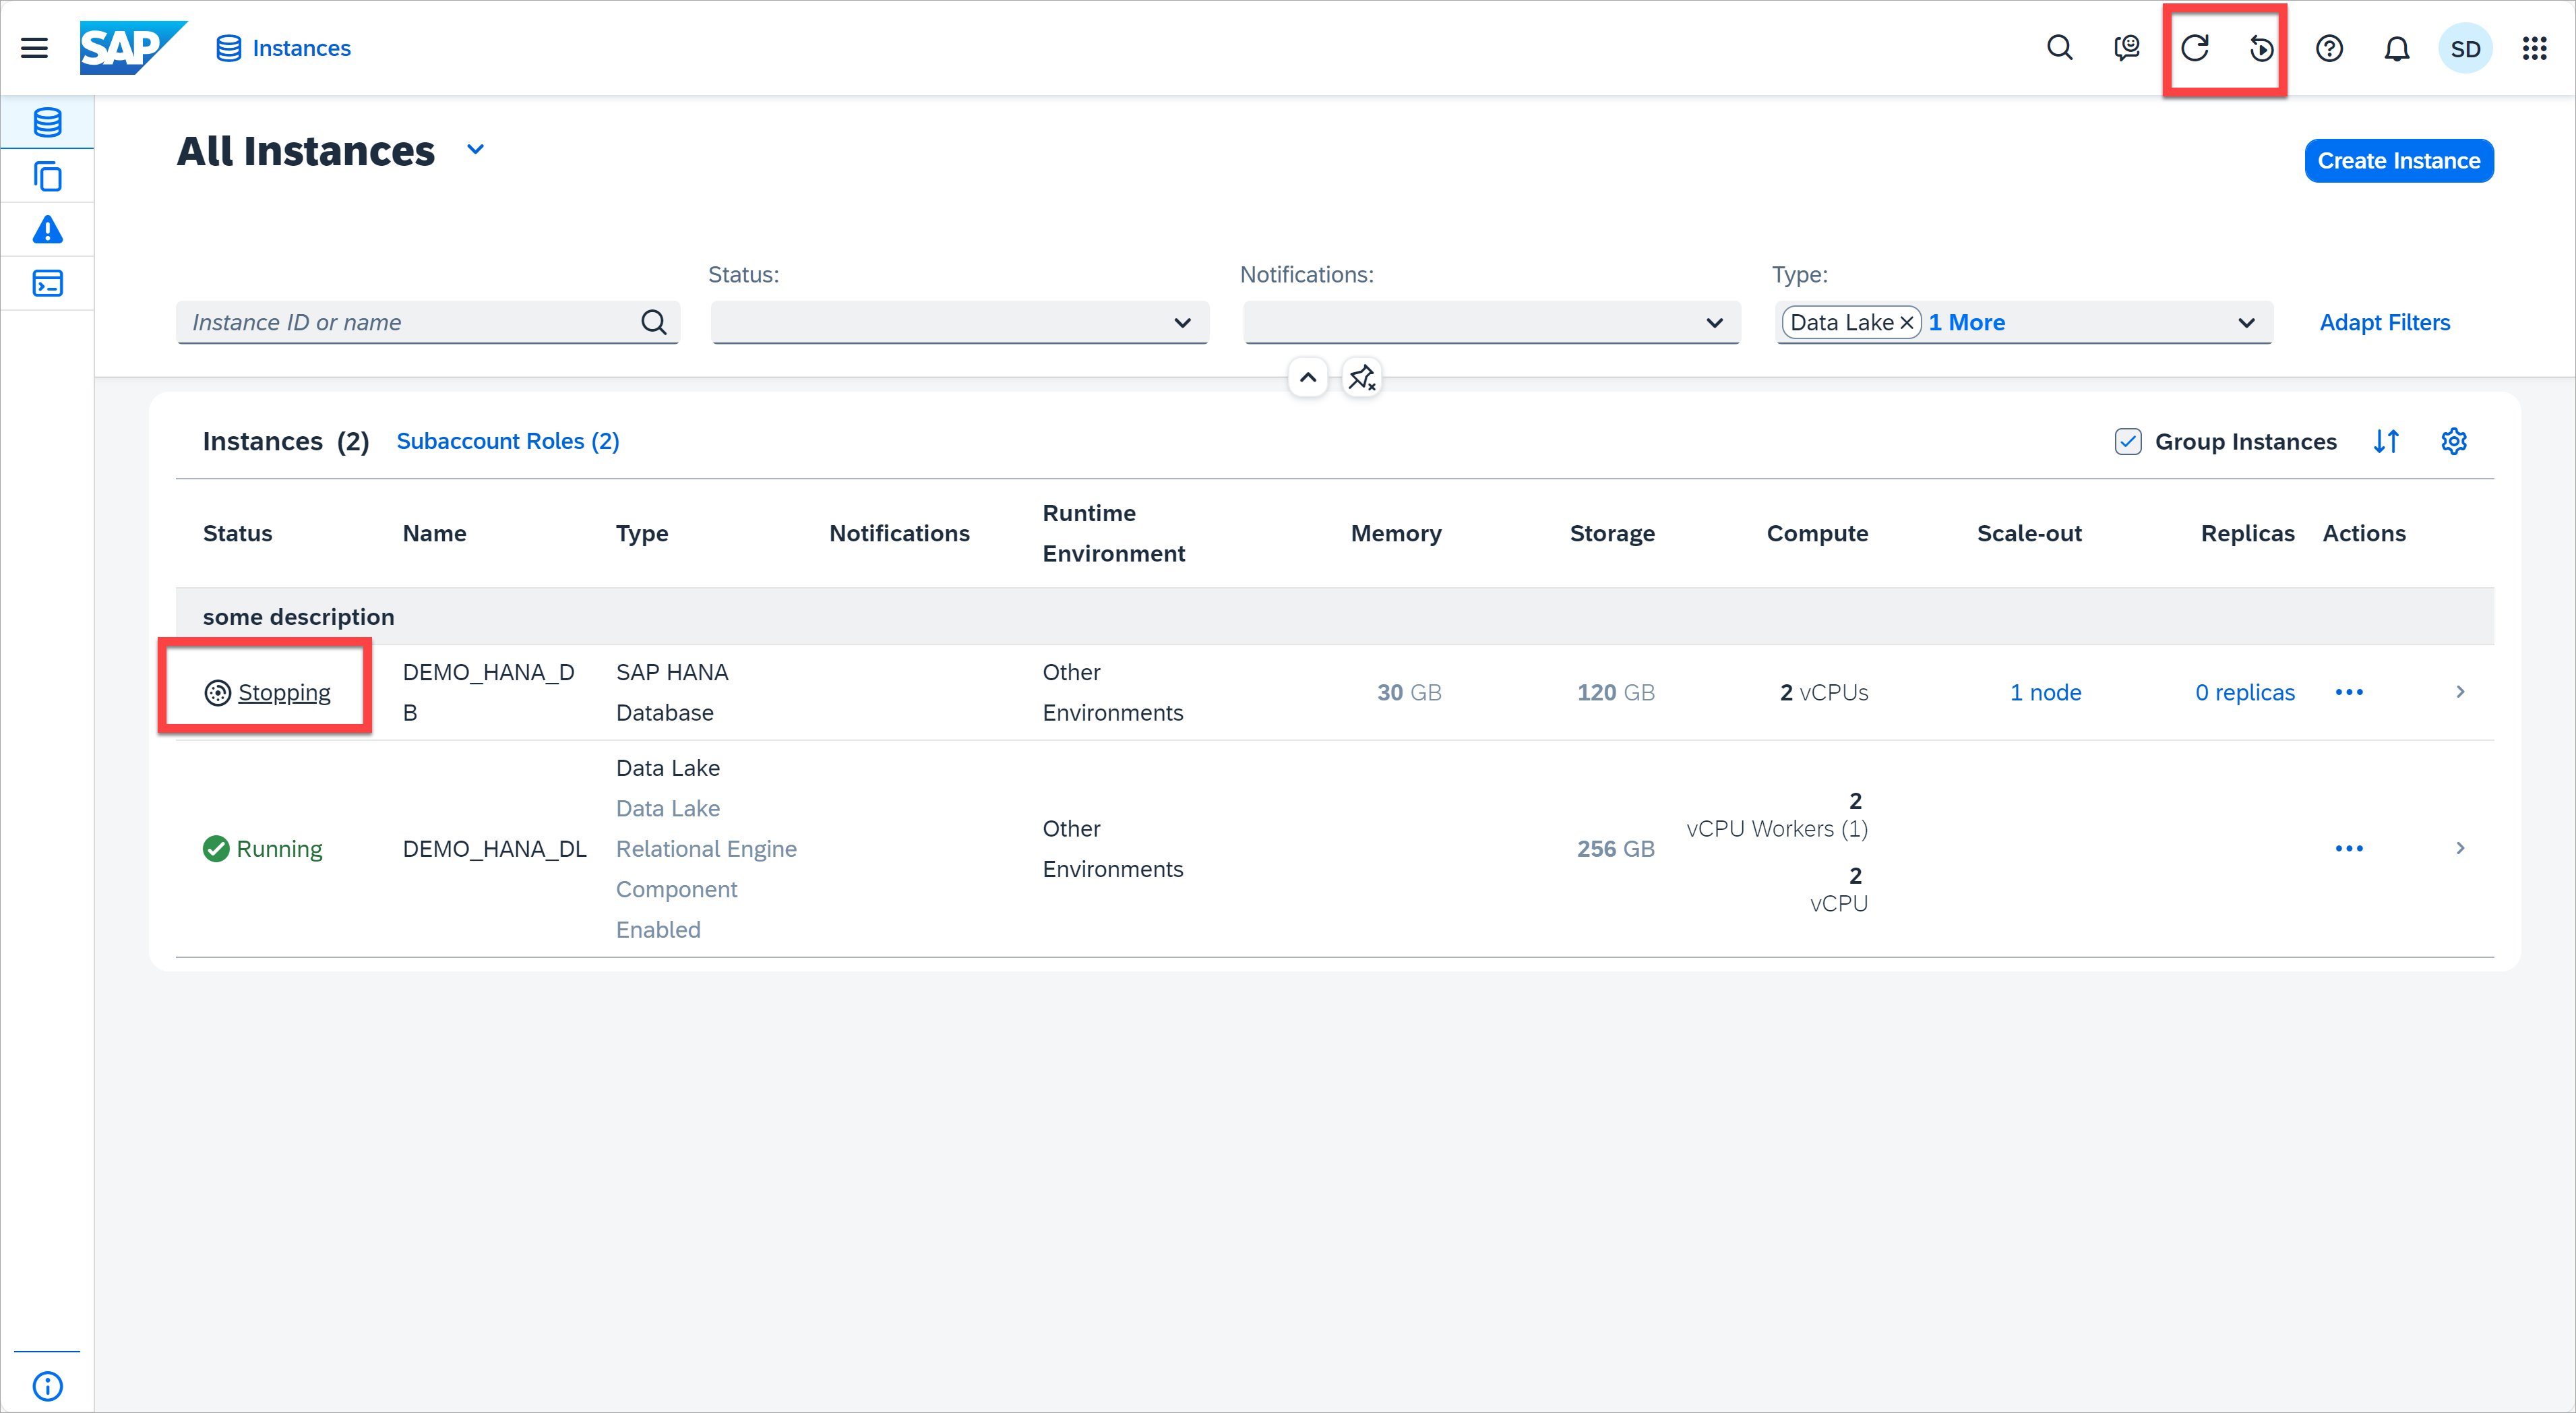 SAP
Instances
SD
All Instances
Create Instance
Status:
Notifications:
Type:
Instance ID or name
Data Lake
1 More
Adapt Filters
Instances (2)
Subaccount Roles (2)
Group Instances
Status
Name
Type
Notifications
Runtime
Environment
Memory
Storage
Compute
Scale-out
Replicas
Actions
some description
Stopping
DEMO_HANA_D
B
SAP HANA
Database
Other
Environments
30 GB
120 GB
2 vCPUs
1 node
0 replicas
Running
DEMO_HANA_DL
Data Lake
Data Lake
Relational Engine
Component
Enabled
Other
Environments
256 GB
2
vCPU Workers (1)
2
vCPU